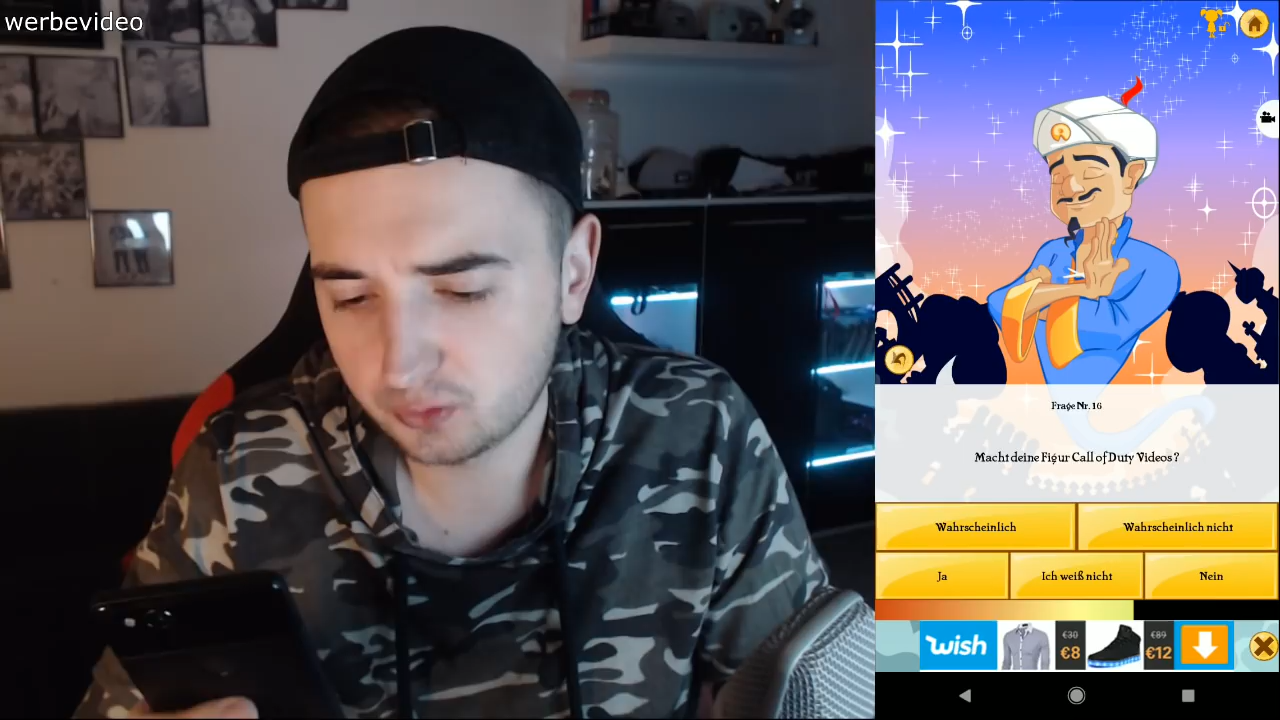 werbevideo
Frage Nr. 16
Macht deine Figur Call of Duty Videos ?
Wahrscheinlich
Wahrscheinlich nicht
Ja
Ich weiß nicht
Nein
wish
€30
€8
€89
€12